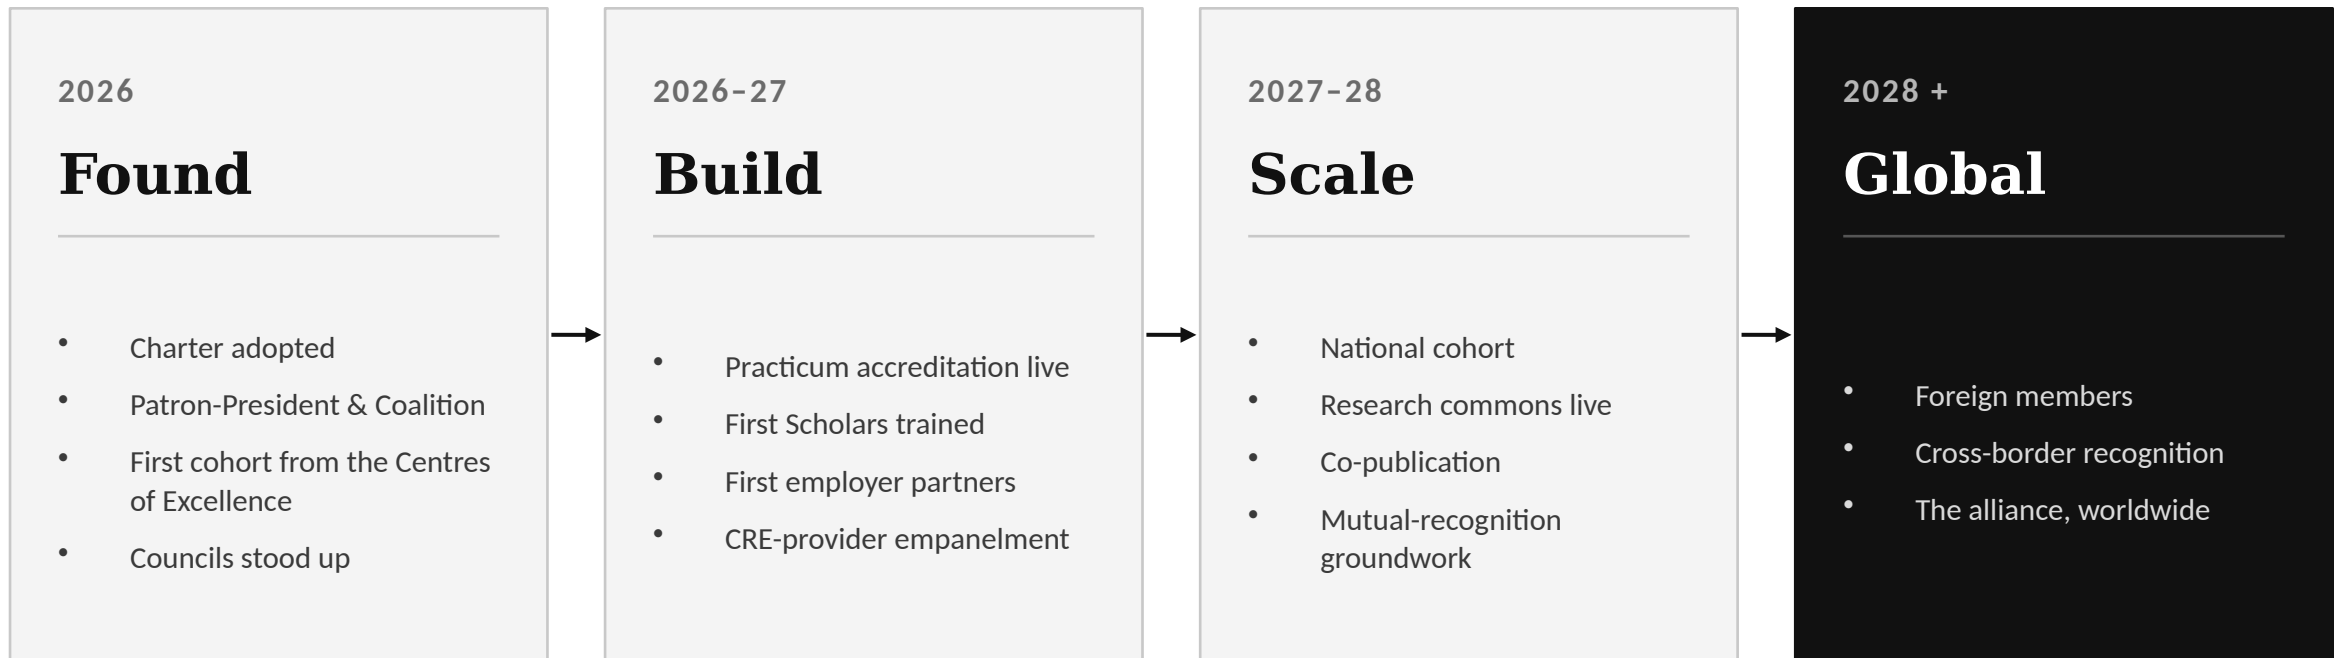 2026
Found
• Charter adopted
• Patron-President & Coalition
• First cohort from the Centres
of Excellence
• Councils stood up
2026–27
Build
• Practicum accreditation live
• First Scholars trained
• First employer partners
• CRE-provider empanelment
2027–28
Scale
• National cohort
• Research commons live
• Co-publication
• Mutual-recognition
groundwork
2028 +
Global
• Foreign members
• Cross-border recognition
• The alliance, worldwide